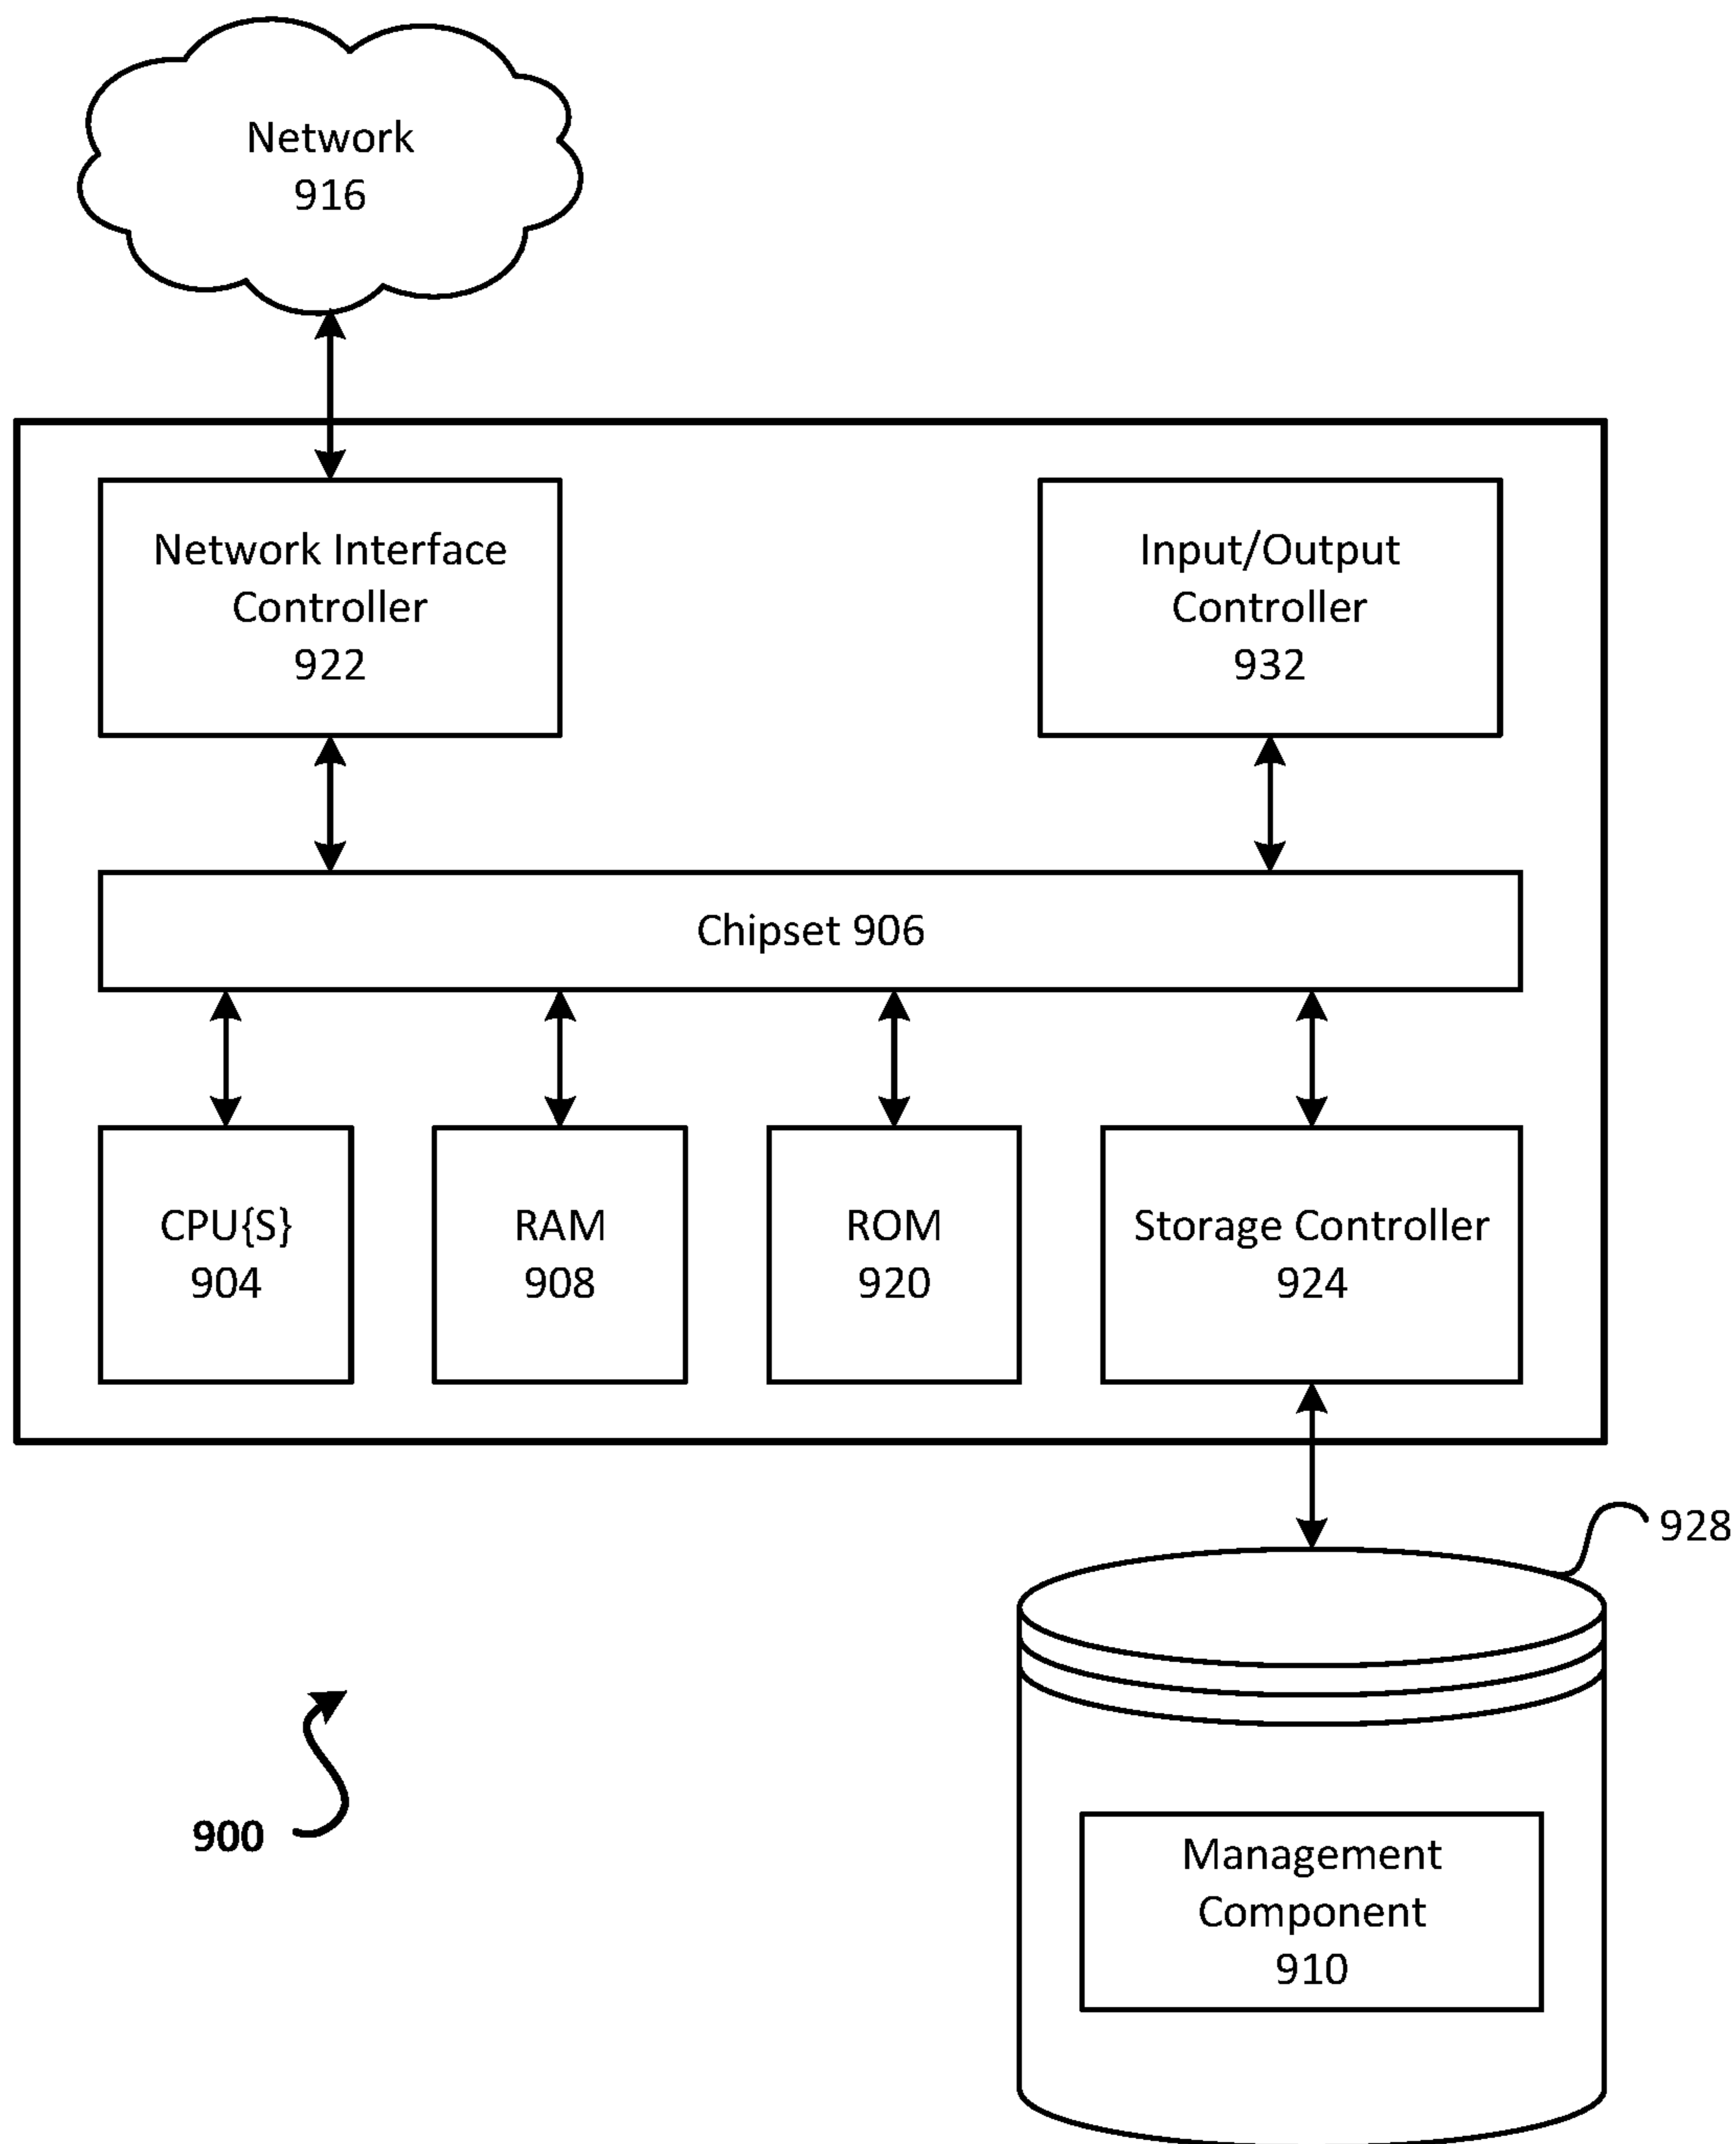 Network
916
Network Interface
Controller
922
Input/Output
Controller
932
Chipset 906
CPU{S}
904
RAM
908
ROM
920
Storage Controller
924
928
900
Management
Component
910